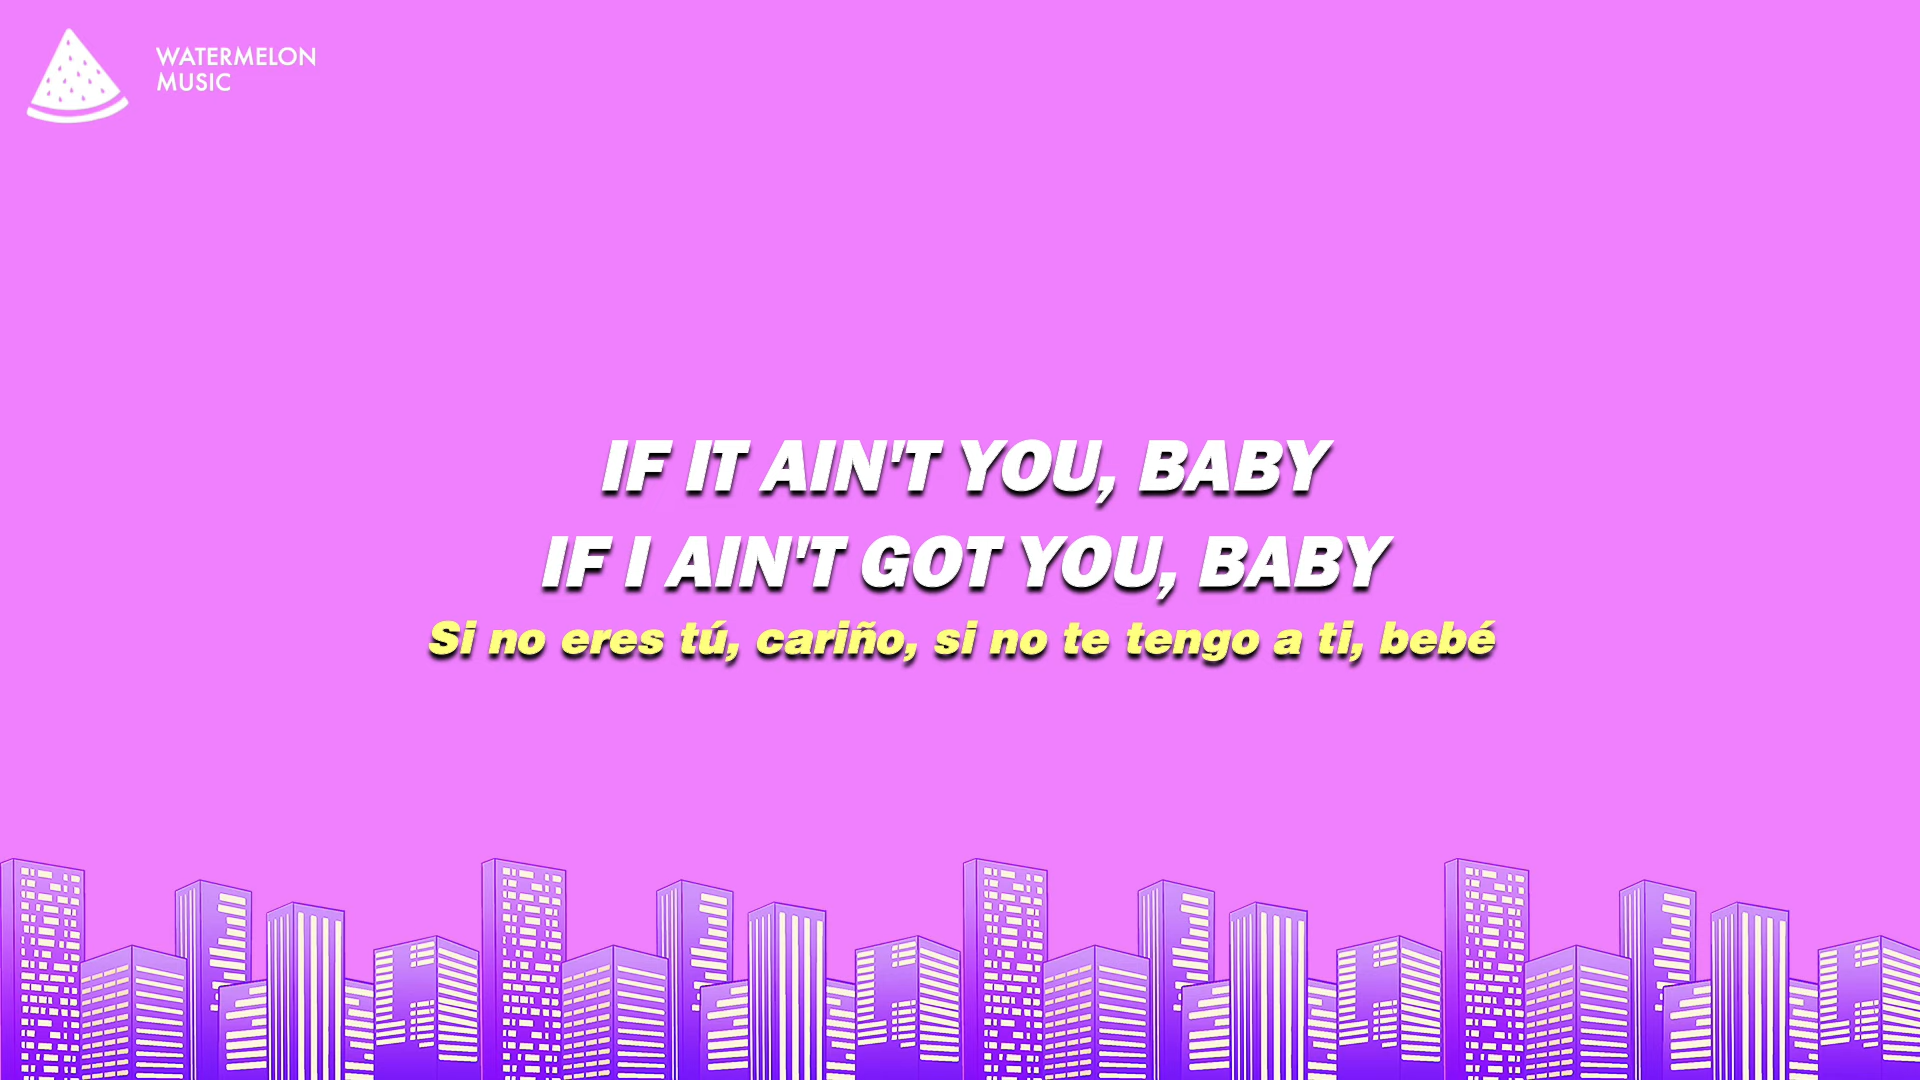 WATERMELON
MUSIC
IF IT AIN'T YOU, BABY
IF I AIN'T GOT YOU, BABY
Si no eres tú, cariño, si no te tengo a ti, bebé